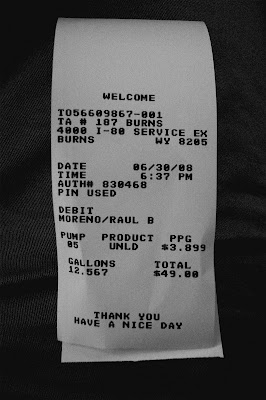 WELCOME
TO56609867-001
TA # 187 BURNS
4000 I-80 SERVICE EX
BURNS WY 8205
DATE 06/30/08
TIME 6:37 PM
AUTH# 830468
PIN USED
DEBIT
MORENO/RAUL B
PUMP PRODUCT PPG
05 UNLD $3.899
GALLONS TOTAL
12.567 $49.00
THANK YOU
HAVE A NICE DAY